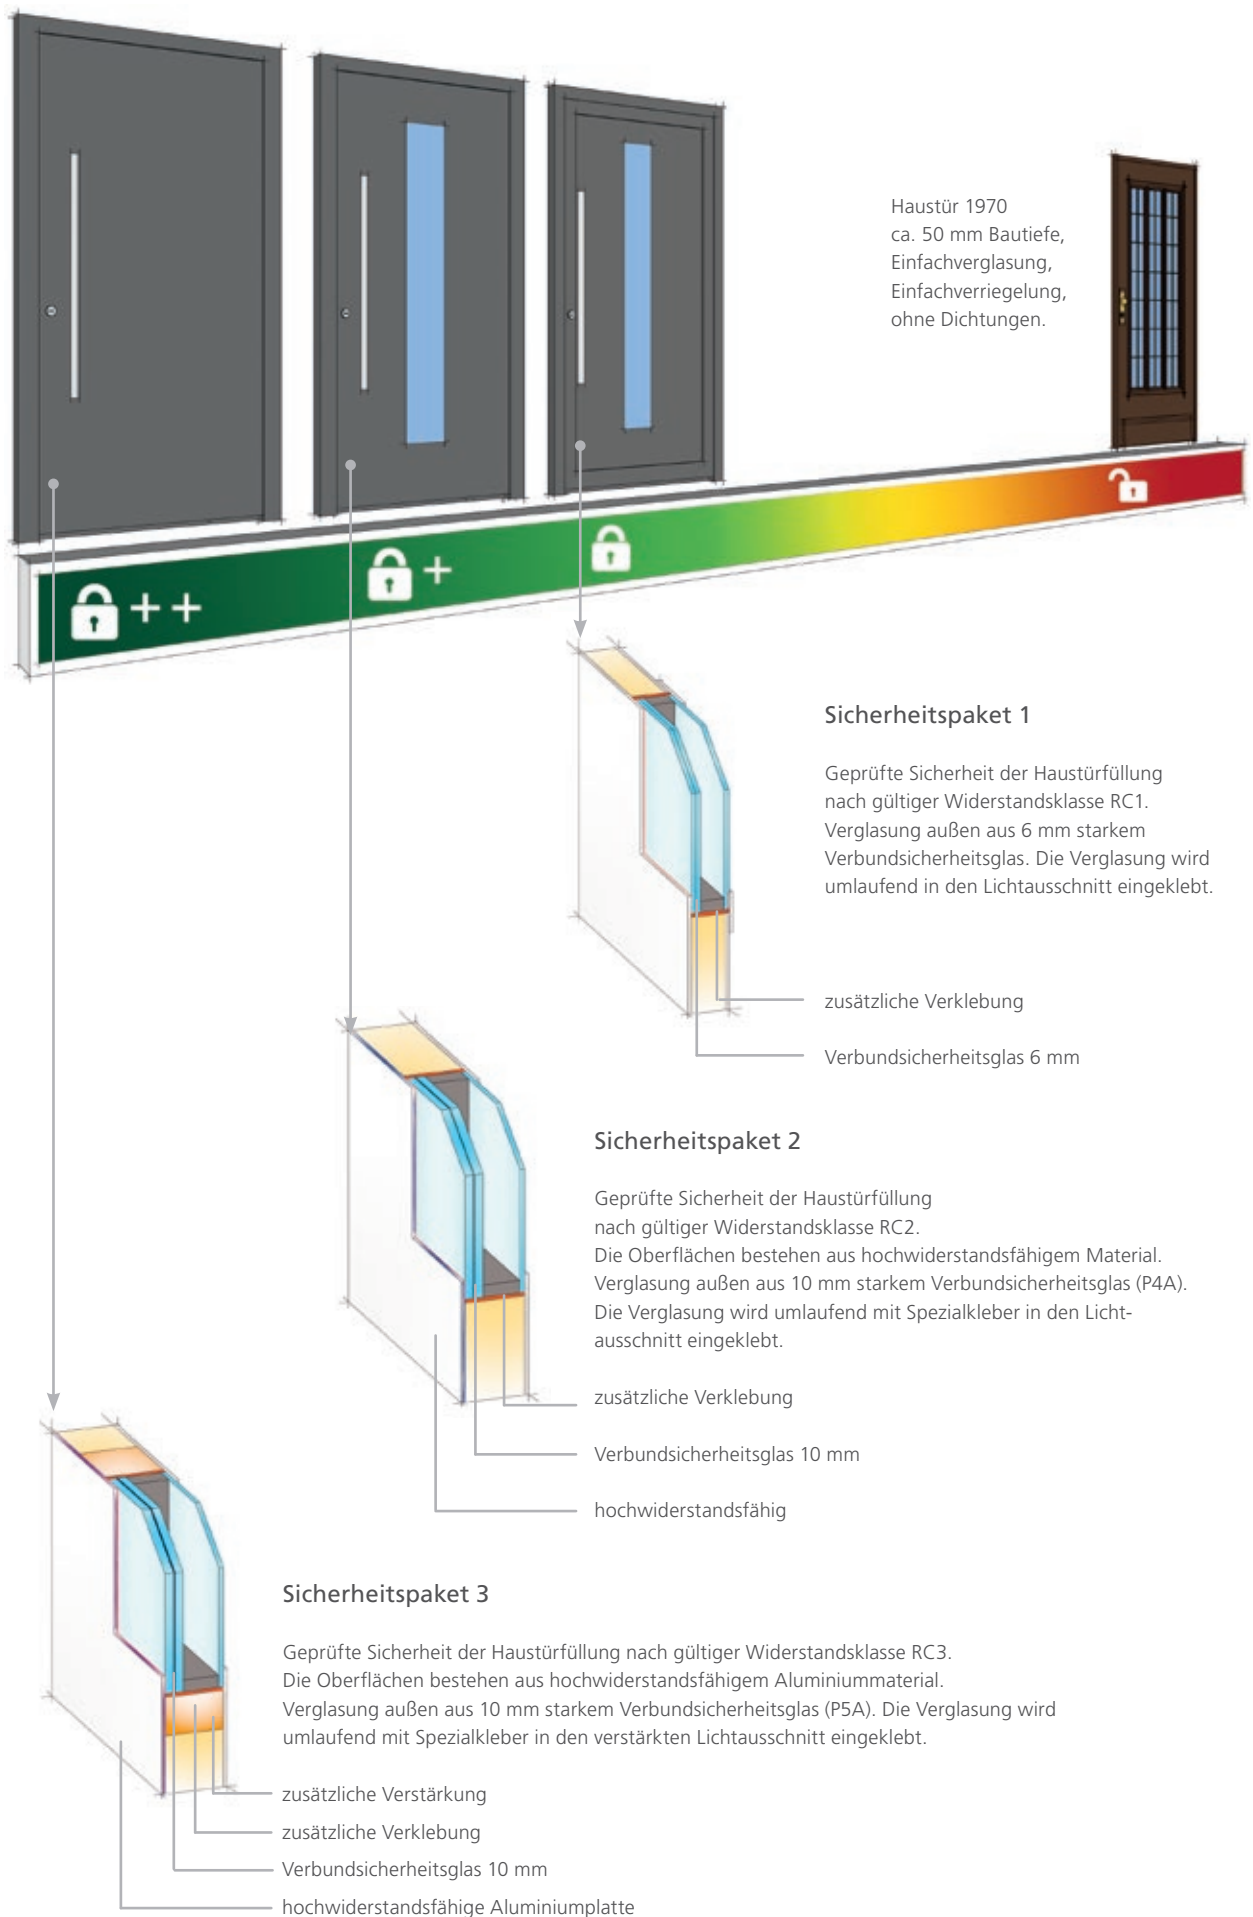 Haustür 1970
ca. 50 mm Bautiefe,
Einfachverglasung,
Einfachverriegelung,
ohne Dichtungen.
++
+
Sicherheitspaket 1
Geprüfte Sicherheit der Haustürfüllung
nach gültiger Widerstandsklasse RC1.
Verglasung außen aus 6 mm starkem
Verbundsicherheitsglas. Die Verglasung wird
umlaufend in den Lichtausschnitt eingeklebt.
zusätzliche Verklebung
Verbundsicherheitsglas 6 mm
Sicherheitspaket 2
Geprüfte Sicherheit der Haustürfüllung
nach gültiger Widerstandsklasse RC2.
Die Oberflächen bestehen aus hochwiderstandsfähigem Material.
Verglasung außen aus 10 mm starkem Verbundsicherheitsglas (P4A).
Die Verglasung wird umlaufend mit Spezialkleber in den Licht-
ausschnitt eingeklebt.
zusätzliche Verklebung
Verbundsicherheitsglas 10 mm
hochwiderstandsfähig
Sicherheitspaket 3
Geprüfte Sicherheit der Haustürfüllung nach gültiger Widerstandsklasse RC3.
Die Oberflächen bestehen aus hochwiderstandsfähigem Aluminiummaterial.
Verglasung außen aus 10 mm starkem Verbundsicherheitsglas (P5A). Die Verglasung wird
umlaufend mit Spezialkleber in den verstärkten Lichtausschnitt eingeklebt.
zusätzliche Verstärkung
zusätzliche Verklebung
Verbundsicherheitsglas 10 mm
hochwiderstandsfähige Aluminiumplatte